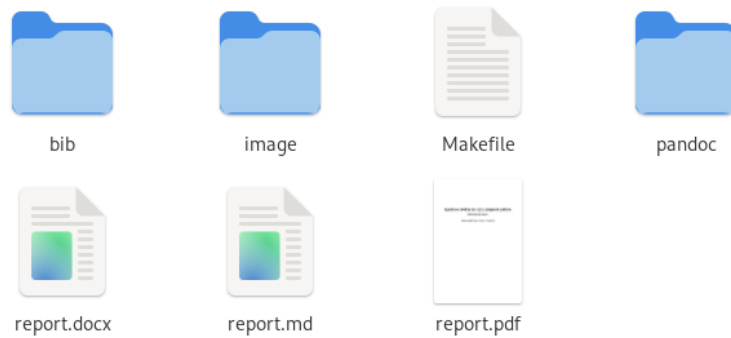 bib
image
Makefile
pandoc
report.docx
report.md
report.pdf